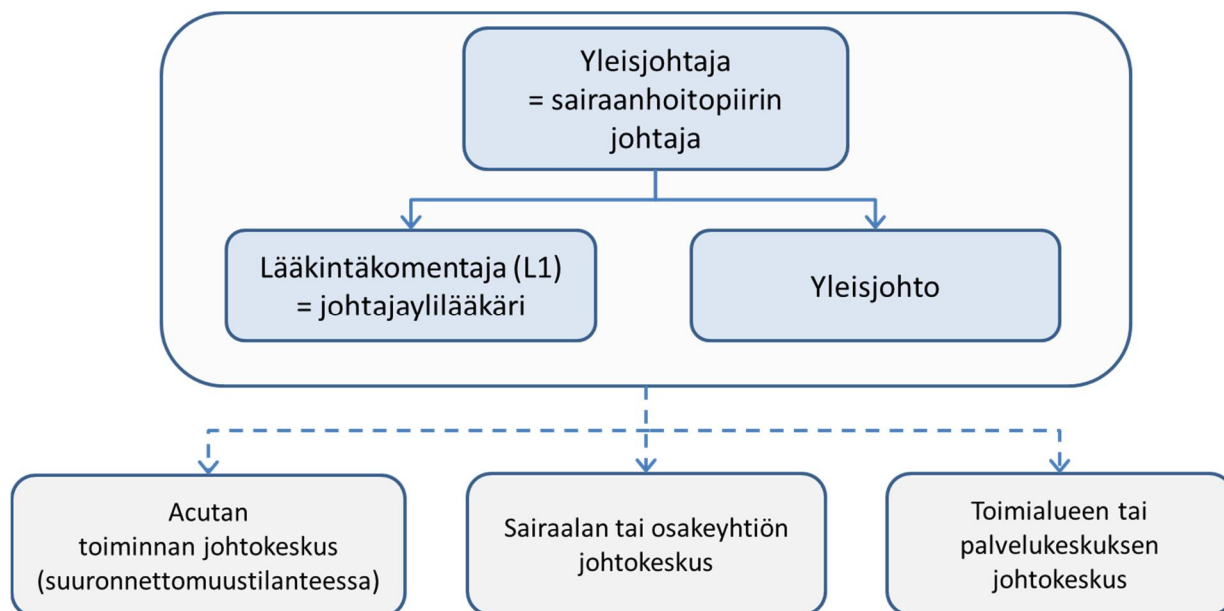 Yleisjohtaja
= sairaanhoitopiirin
johtaja
Lääkintäkomentaja (L1)
= johtajaylilääkäri
Yleisjohto
Acutan
toiminnan johtokeskus
(suuronnettomuustilanteessa)
Sairaalan tai osakeyhtiön
johtokeskus
Toimialueen tai
palvelukeskuksen
johtokeskus